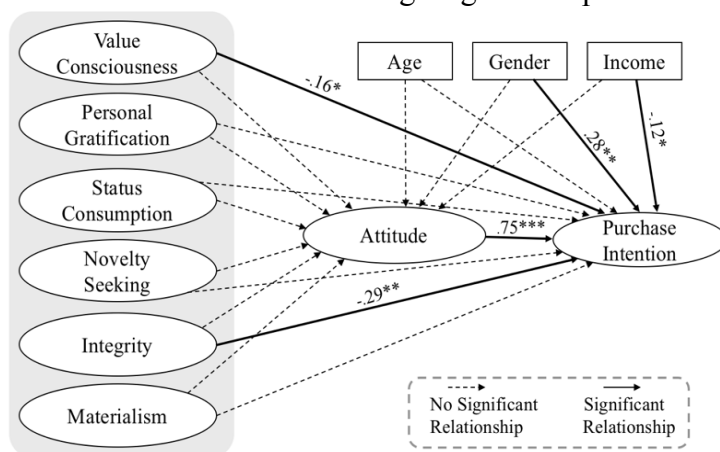 Value
Consciousness
Personal
Gratification
Status
Consumption
Novelty
Seeking
Integrity
Materialism
Age
Gender
Income
-.16*
.28**
-.12*
Attitude
.75***
Purchase
Intention
-.29**
No Significant
Relationship
Significant
Relationship